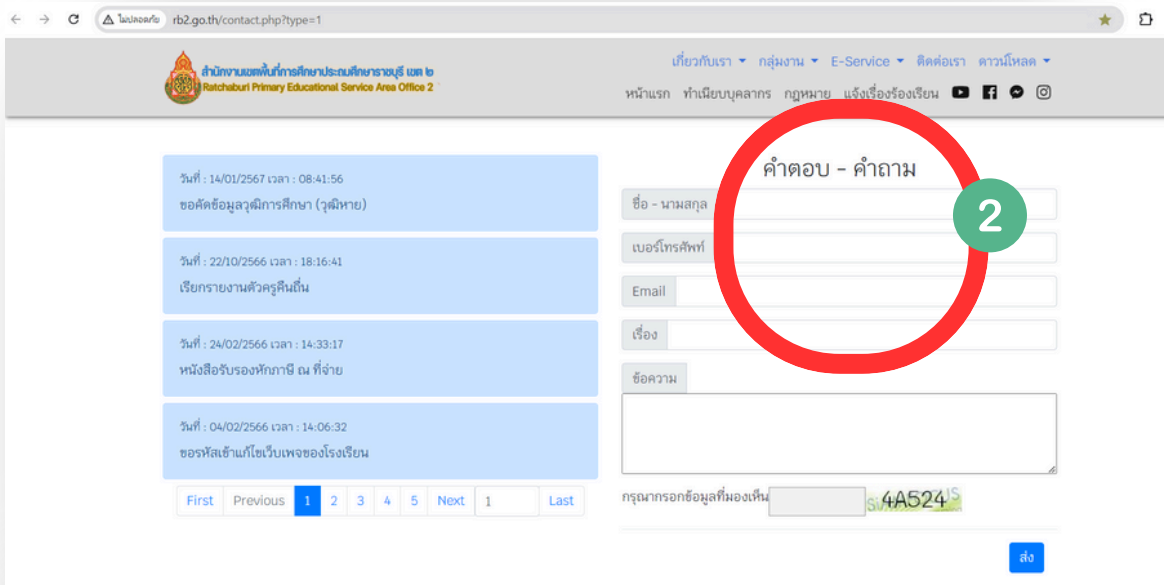 ไม่ปลอดภัย rb2.go.th/contact.php?type=1
สำนักงานเขตพื้นที่การศึกษาประถมศึกษาราชบุรี เขต ๒
Ratchaburi Primary Educational Service Area Office 2
เกี่ยวกับเรา กลุ่มงาน E-Service ติดต่อเรา ดาวน์โหลด
หน้าแรก ทำเนียบบุคลากร กฎหมาย แจ้งเรื่องร้องเรียน
วันที่ : 14/01/2567 เวลา : 08:41:56
ขอคัดข้อมูลวุฒิการศึกษา (วุฒิหาย)
วันที่ : 22/10/2566 เวลา : 18:16:41
เรียกรายงานตัวครูคืนถิ่น
วันที่ : 24/02/2566 เวลา : 14:33:17
หนังสือรับรองหักภาษี ณ ที่จ่าย
วันที่ : 04/02/2566 เวลา : 14:06:32
ขอรหัสเข้าแก้ไขเว็บเพจของโรงเรียน
First Previous 1 2 3 4 5 Next 1 Last
คำตอบ - คำถาม
ชื่อ - นามสกุล
2
เบอร์โทรศัพท์
Email
เรื่อง
ข้อความ
กรุณากรอกข้อมูลที่มองเห็น 4A524
ส่ง